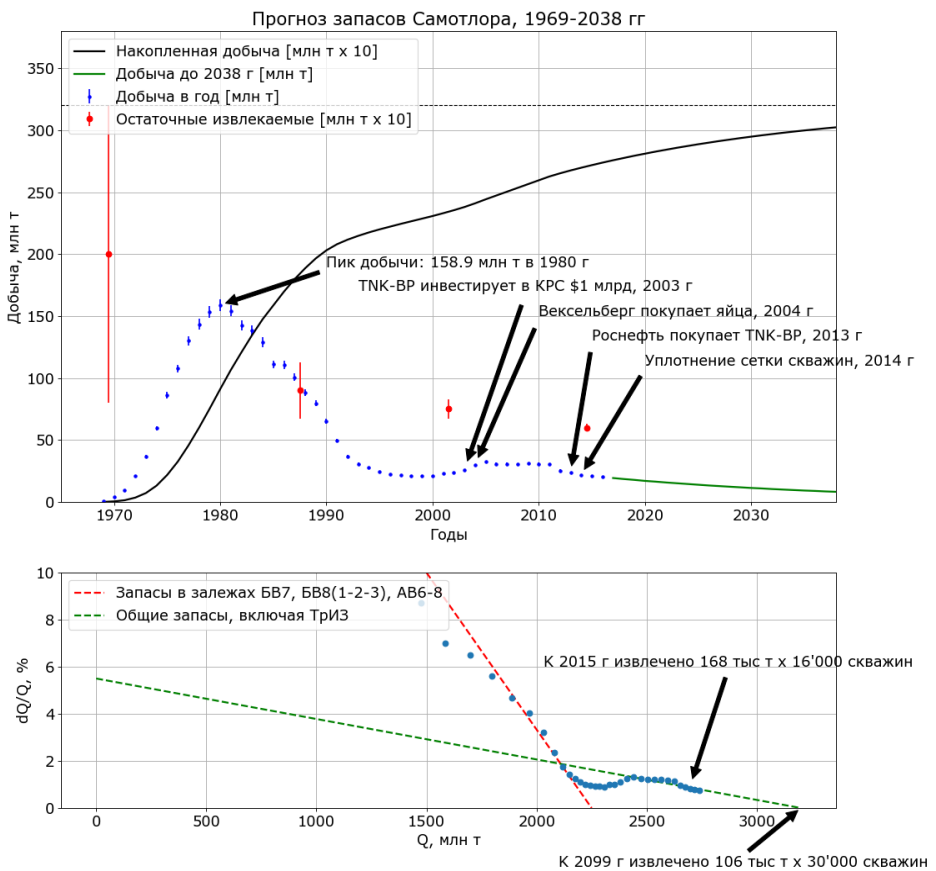 Прогноз запасов Самотлора, 1969-2038 гг
Накопленная добыча [млн т x 10]
Добыча до 2038 г [млн т]
Добыча в год [млн т]
Остаточные извлекаемые [млн т x 10]
350
300
250
200
150
100
50
0
Добыча, млн т
Пик добычи: 158.9 млн т в 1980 г
TNK-BP инвестирует в КРС $1 млрд, 2003 г
Вексельберг покупает яйца, 2004 г
Роснефть покупает TNK-BP, 2013 г
Уплотнение сетки скважин, 2014 г
1970 1980 1990 2000 2010 2020 2030
Годы
10
8
6
4
2
0
dQ/Q, %
Запасы в залежах БВ7, БВ8(1-2-3), АВ6-8
Общие запасы, включая ТрИЗ
К 2015 г извлечено 168 тыс т x 16'000 скважин
0 500 1000 1500 2000 2500 3000
Q, млн т
К 2099 г извлечено 106 тыс т x 30'000 скважин